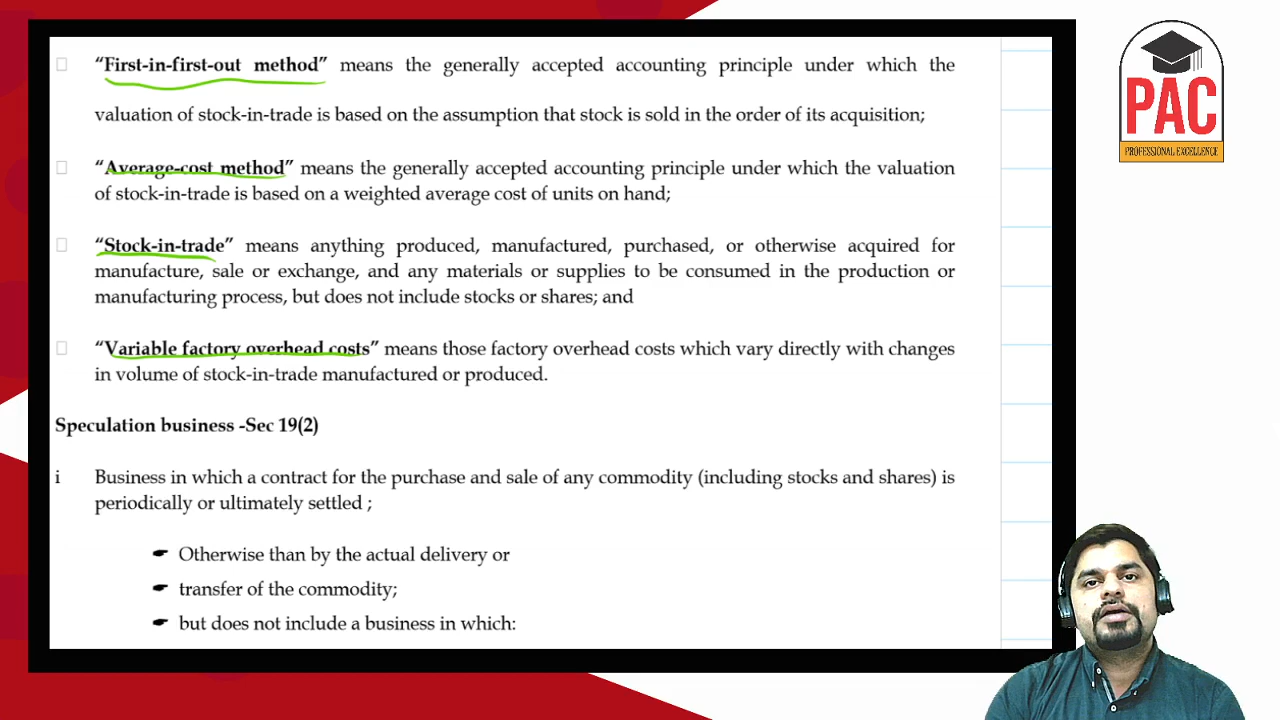 “First-in-first-out method” means the generally accepted accounting principle under which the
valuation of stock-in-trade is based on the assumption that stock is sold in the order of its acquisition;
“Average-cost method” means the generally accepted accounting principle under which the valuation
of stock-in-trade is based on a weighted average cost of units on hand;
“Stock-in-trade” means anything produced, manufactured, purchased, or otherwise acquired for
manufacture, sale or exchange, and any materials or supplies to be consumed in the production or
manufacturing process, but does not include stocks or shares; and
“Variable factory overhead costs” means those factory overhead costs which vary directly with changes
in volume of stock-in-trade manufactured or produced.
Speculation business -Sec 19(2)
i Business in which a contract for the purchase and sale of any commodity (including stocks and shares) is
periodically or ultimately settled ;
Otherwise than by the actual delivery or
transfer of the commodity;
but does not include a business in which:
PAC
PROFESSIONAL EXCELLENCE